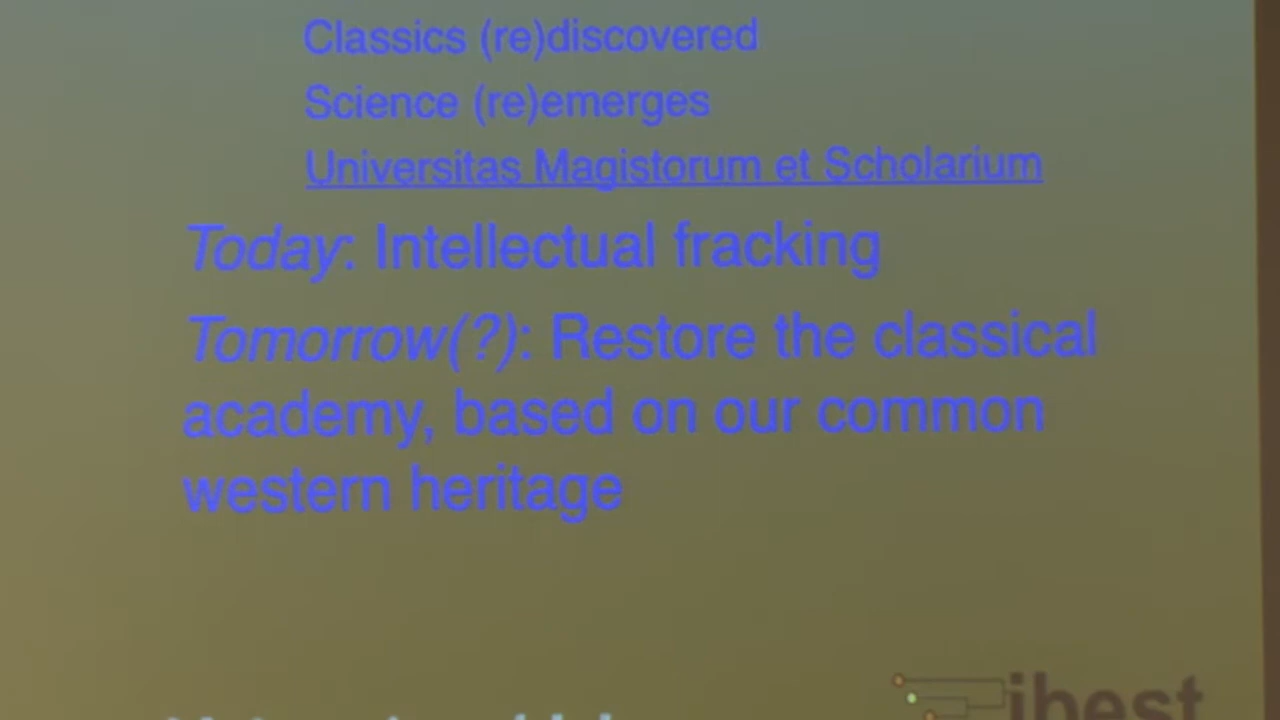 Classics (re)discovered
Science (re)emerges
Universitas Magistorum et Scholarium
Today: Intellectual fracking
Tomorrow(?): Restore the classical
academy, based on our common
western heritage
ibest